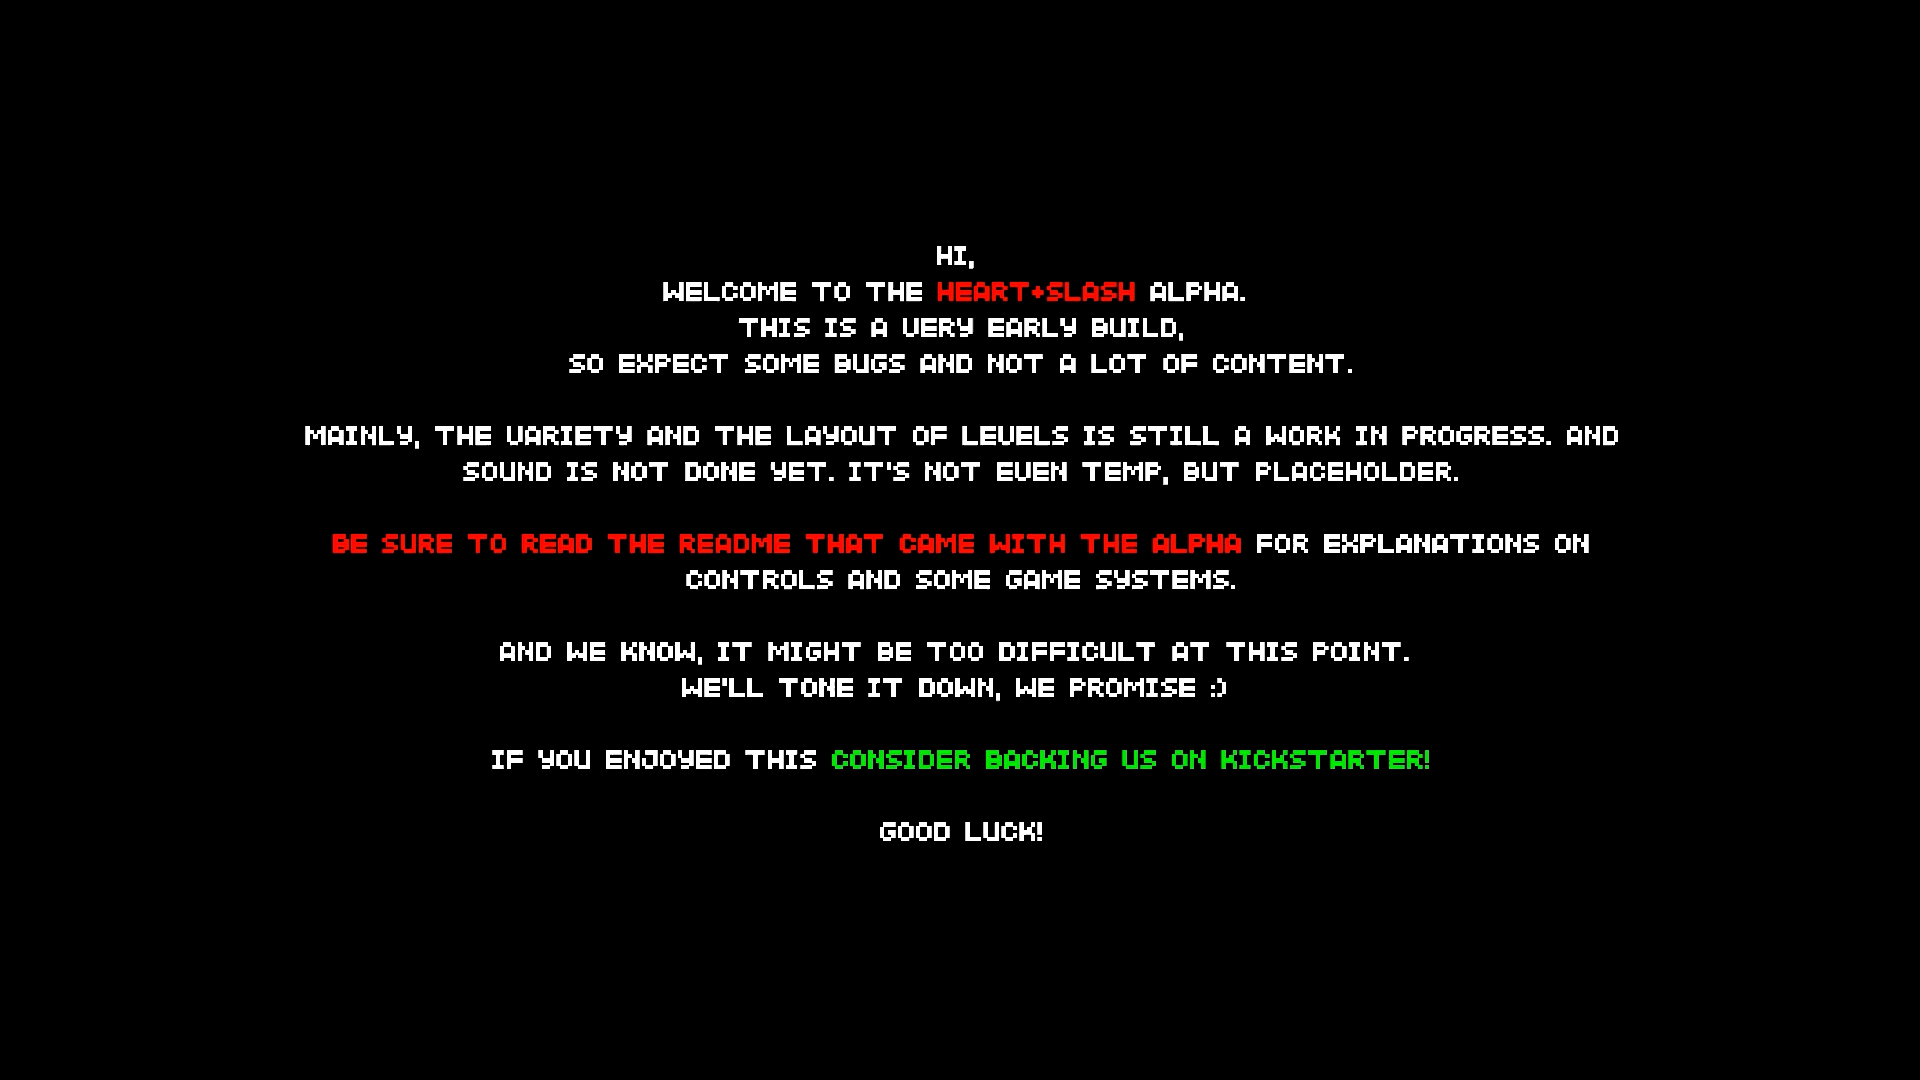 HI,
WELCOME TO THE HEART+SLASH ALPHA.
THIS IS A VERY EARLY BUILD,
SO EXPECT SOME BUGS AND NOT A LOT OF CONTENT.
MAINLY, THE VARIETY AND THE LAYOUT OF LEVELS IS STILL A WORK IN PROGRESS. AND
SOUND IS NOT DONE YET. IT'S NOT EVEN TEMP, BUT PLACEHOLDER.
BE SURE TO READ THE README THAT CAME WITH THE ALPHA FOR EXPLANATIONS ON
CONTROLS AND SOME GAME SYSTEMS.
AND WE KNOW, IT MIGHT BE TOO DIFFICULT AT THIS POINT.
WE'LL TONE IT DOWN, WE PROMISE :)
IF YOU ENJOYED THIS CONSIDER BACKING US ON KICKSTARTER!
GOOD LUCK!